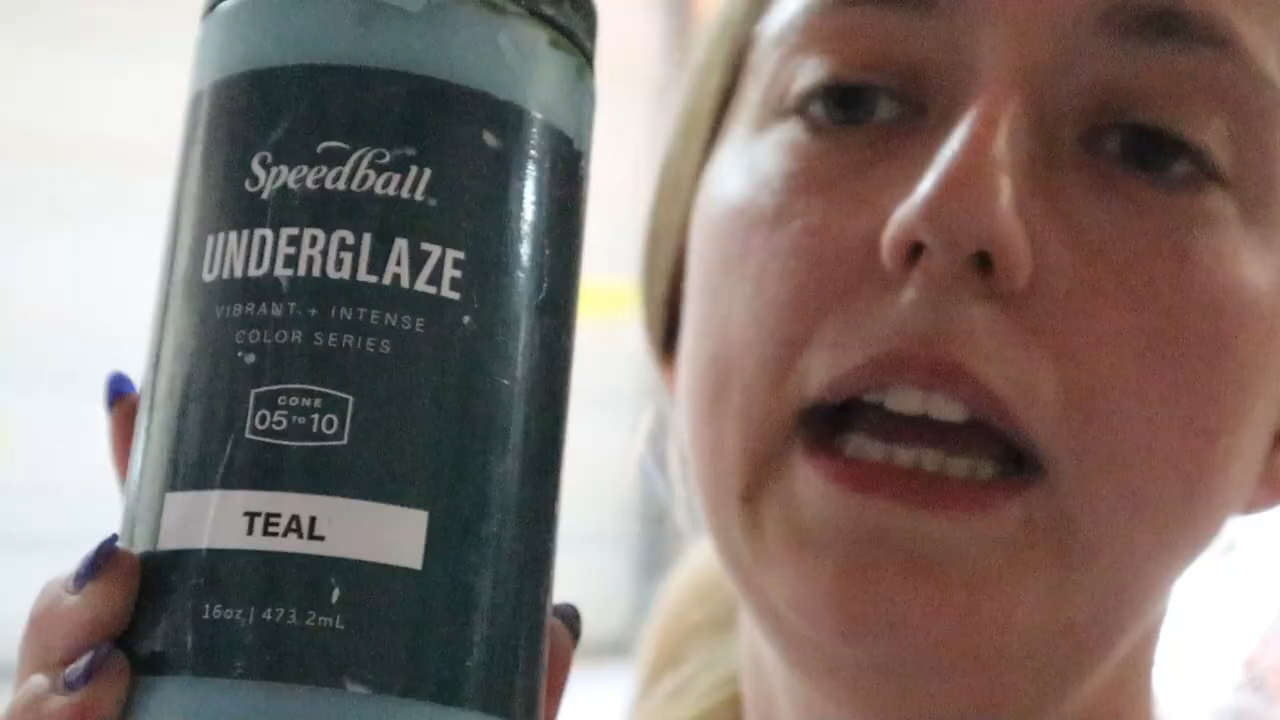 Speedball
UNDERGLAZE
VIBRANT + INTENSE
COLOR SERIES
CONE
05 TO 10
TEAL
16oz | 473.2mL